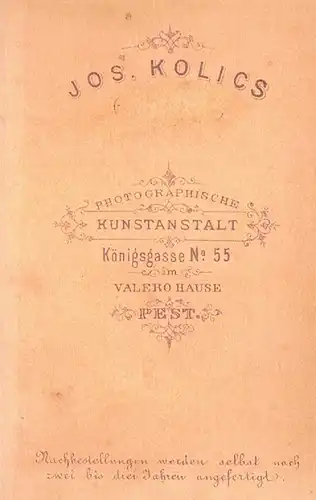 JOS. KOLICS
PHOTOGRAPHISCHE
KUNSTANSTALT
Königsgasse No. 55
im
VALERO HAUSE
PEST.
Nachbestellungen werden selbst nach
zwei bis drei Jahren angefertigt.